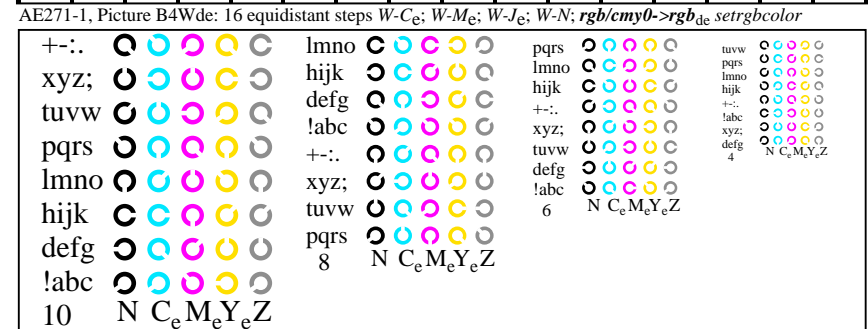 AE271-1, Picture B4Wde: 16 equidistant steps W-Ce; W-Me; W-Je; W-N; rgb/cmy0->rgbde setrgbcolor
+-:.
xyz;
tuvw
pqrs
lmno
hijk
defg
!abc
10 N CeMeYeZ
lmno
hijk
defg
!abc
+-:.
xyz;
tuvw
pqrs
8 N CeMeYeZ
pqrs
lmno
hijk
+-:.
xyz;
tuvw
defg
!abc
6 N CeMeYeZ
tuvw
pqrs
lmno
hijk
+-:.
!abc
xyz;
defg
4 N CeMeYeZ